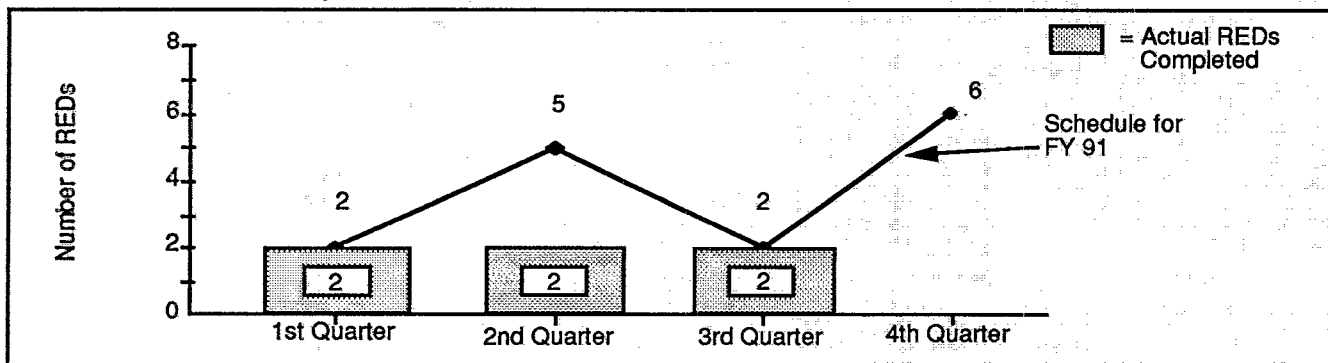 8
6
4
2
0
Number of REDs
= Actual REDs
Completed
2
5
2
6
Schedule for
FY 91
2
2
2
1st Quarter
2nd Quarter
3rd Quarter
4th Quarter